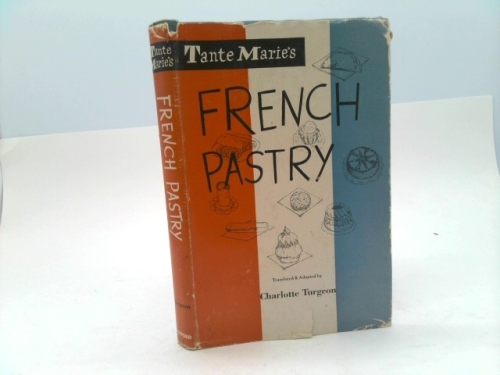 Tante
Marie's
FRENCH PASTRY
Tante Marie's
FRENCH
PASTRY
Translated & Adapted by
Charlotte Turgeon